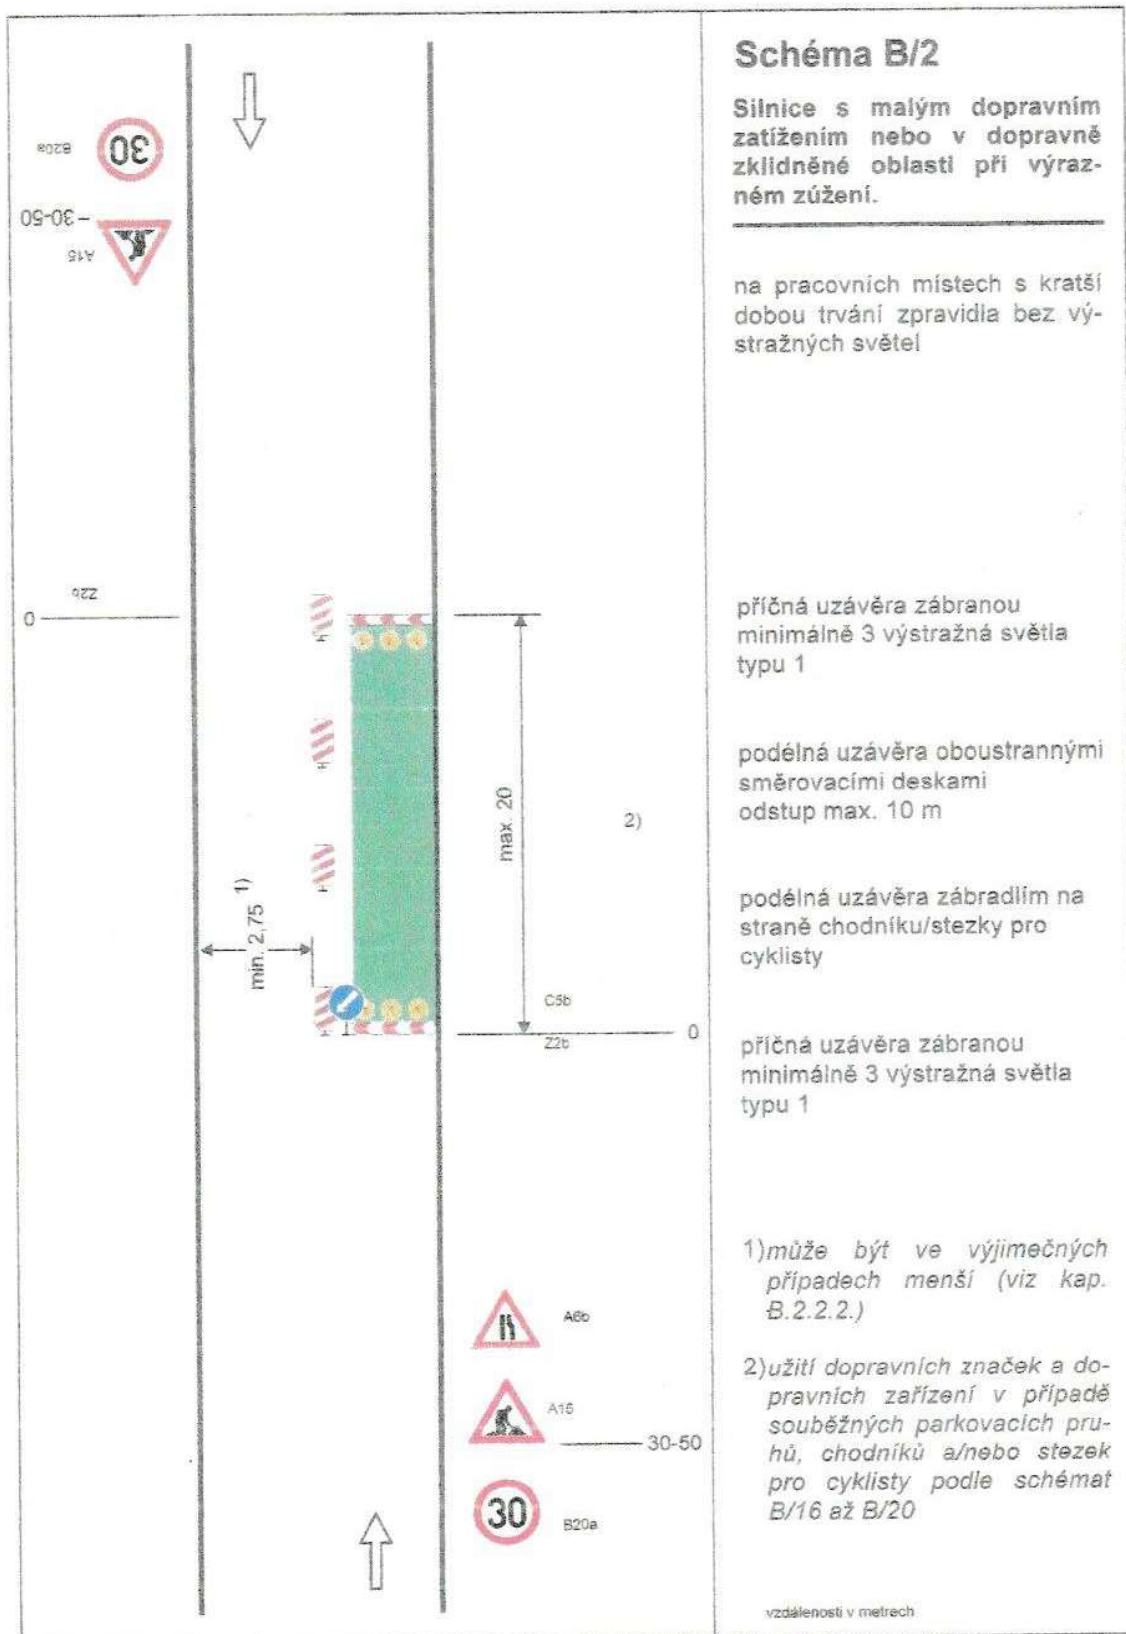 Schéma B/2
Silnice s malým dopravním
zatížením nebo v dopravně
zklidněné oblasti při výraz-
ném zúžení.
na pracovních místech s kratší
dobou trvání zpravidla bez vý-
stražných světel
příčná uzávěra zábranou
minimálně 3 výstražná světla
typu 1
podélná uzávěra oboustrannými
směrovacími deskami
odstup max. 10 m
podélná uzávěra zábradlím na
straně chodníku/stezky pro
cyklisty
příčná uzávěra zábranou
minimálně 3 výstražná světla
typu 1
1)může být ve výjimečných
případech menší (viz kap.
B.2.2.2.)
2)užití dopravních značek a do-
pravních zařízení v případě
souběžných parkovacích pru-
hů, chodníků a/nebo stezek
pro cyklisty podle schémat
B/16 až B/20
vzdálenosti v metrech
B20a
30
30-50
A15
Z2b
0
max. 20
2)
min. 2,75 1)
C5b
Z2b
0
A6b
A15
30-50
30
B20a